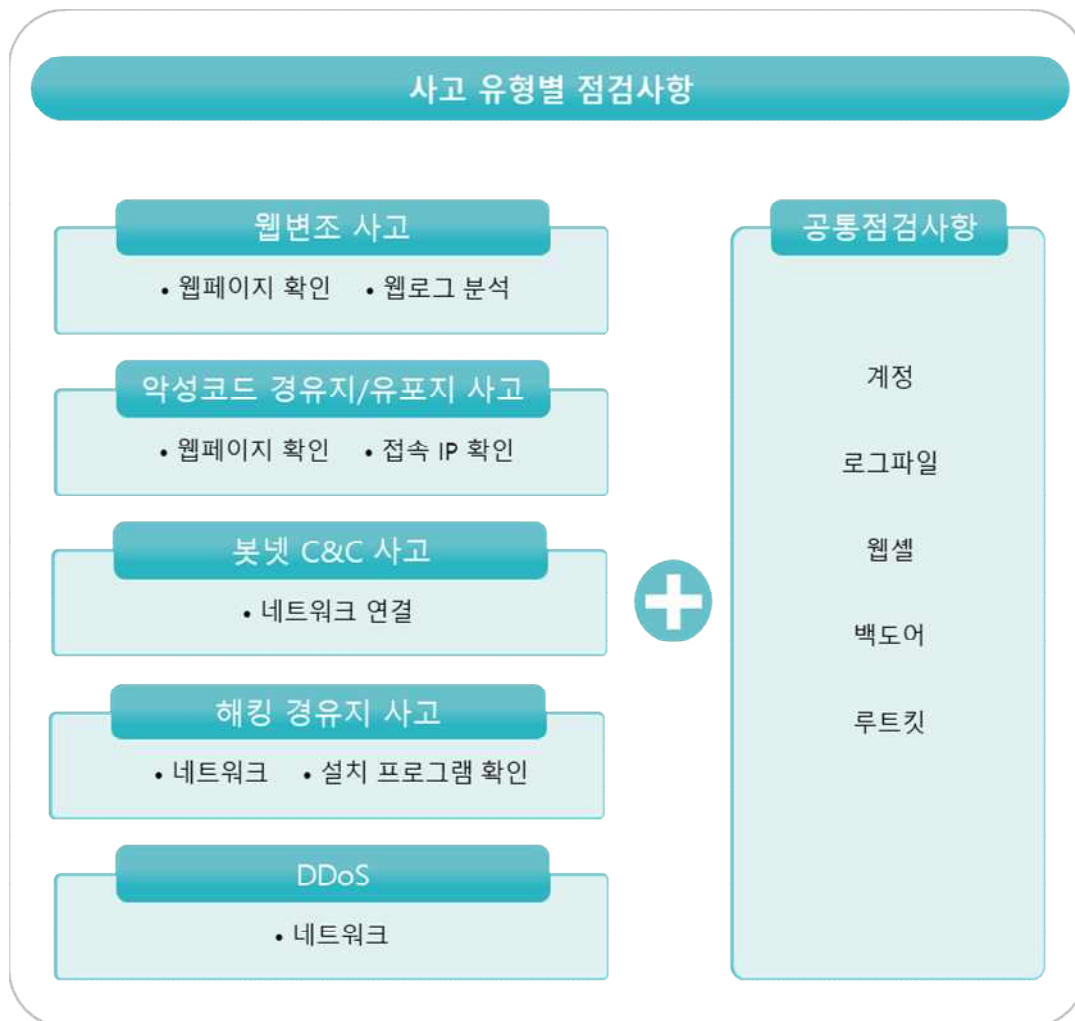 사고 유형별 점검사항
웹변조 사고
• 웹페이지 확인 • 웹로그 분석
악성코드 경유지/유포지 사고
• 웹페이지 확인 • 접속 IP 확인
봇넷 C&C 사고
• 네트워크 연결
해킹 경유지 사고
• 네트워크 • 설치 프로그램 확인
DDoS
• 네트워크
공통점검사항
계정
로그파일
웹셸
백도어
루트킷